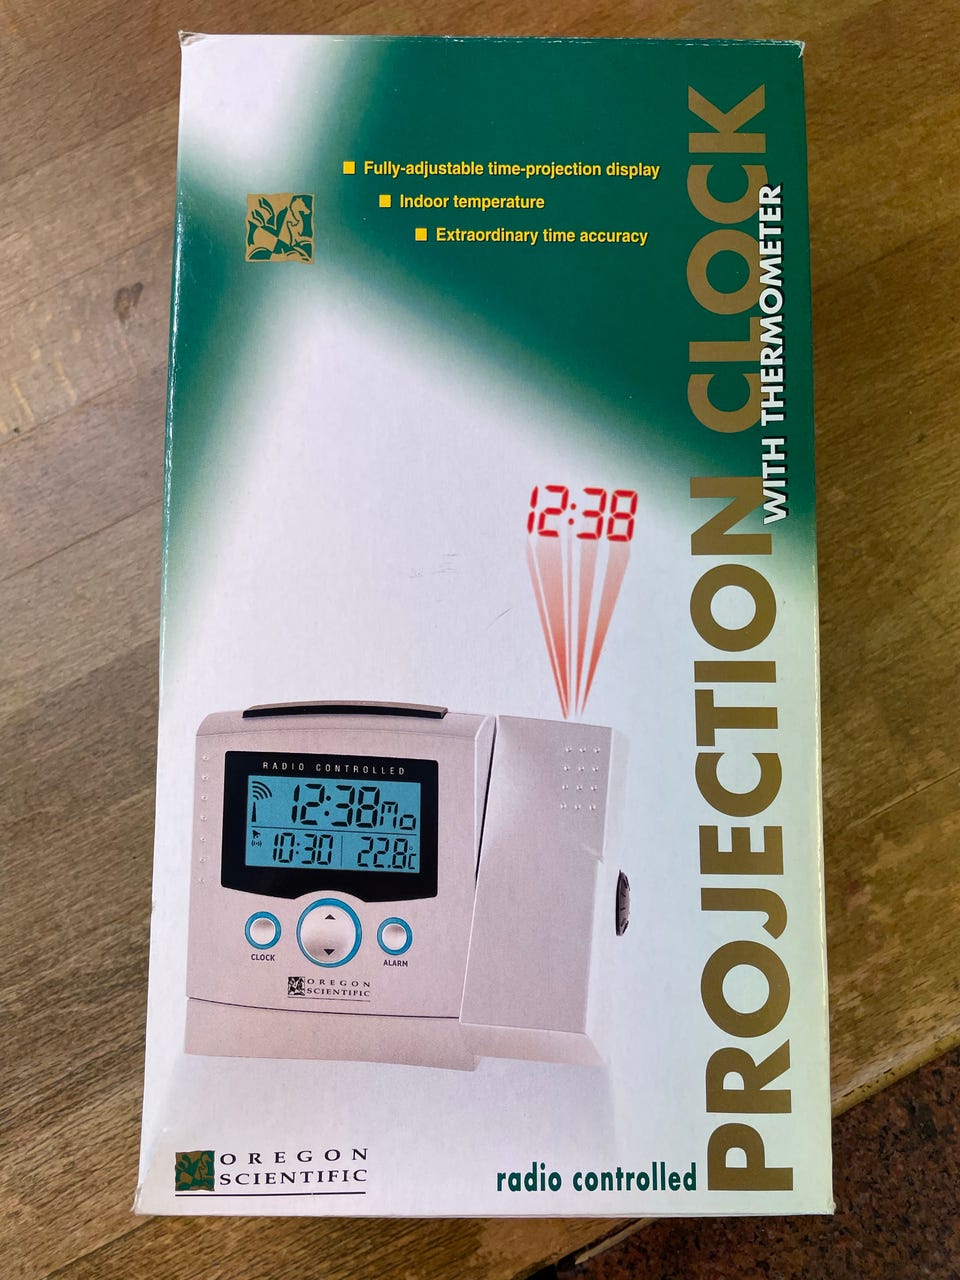 Fully-adjustable time-projection display
Indoor temperature
Extraordinary time accuracy
PROJECTION CLOCK
WITH THERMOMETER
12:38
RADIO CONTROLLED
12:38 Mo
10:30 22.8°C
CLOCK
ALARM
OREGON
SCIENTIFIC
OREGON
SCIENTIFIC
radio controlled